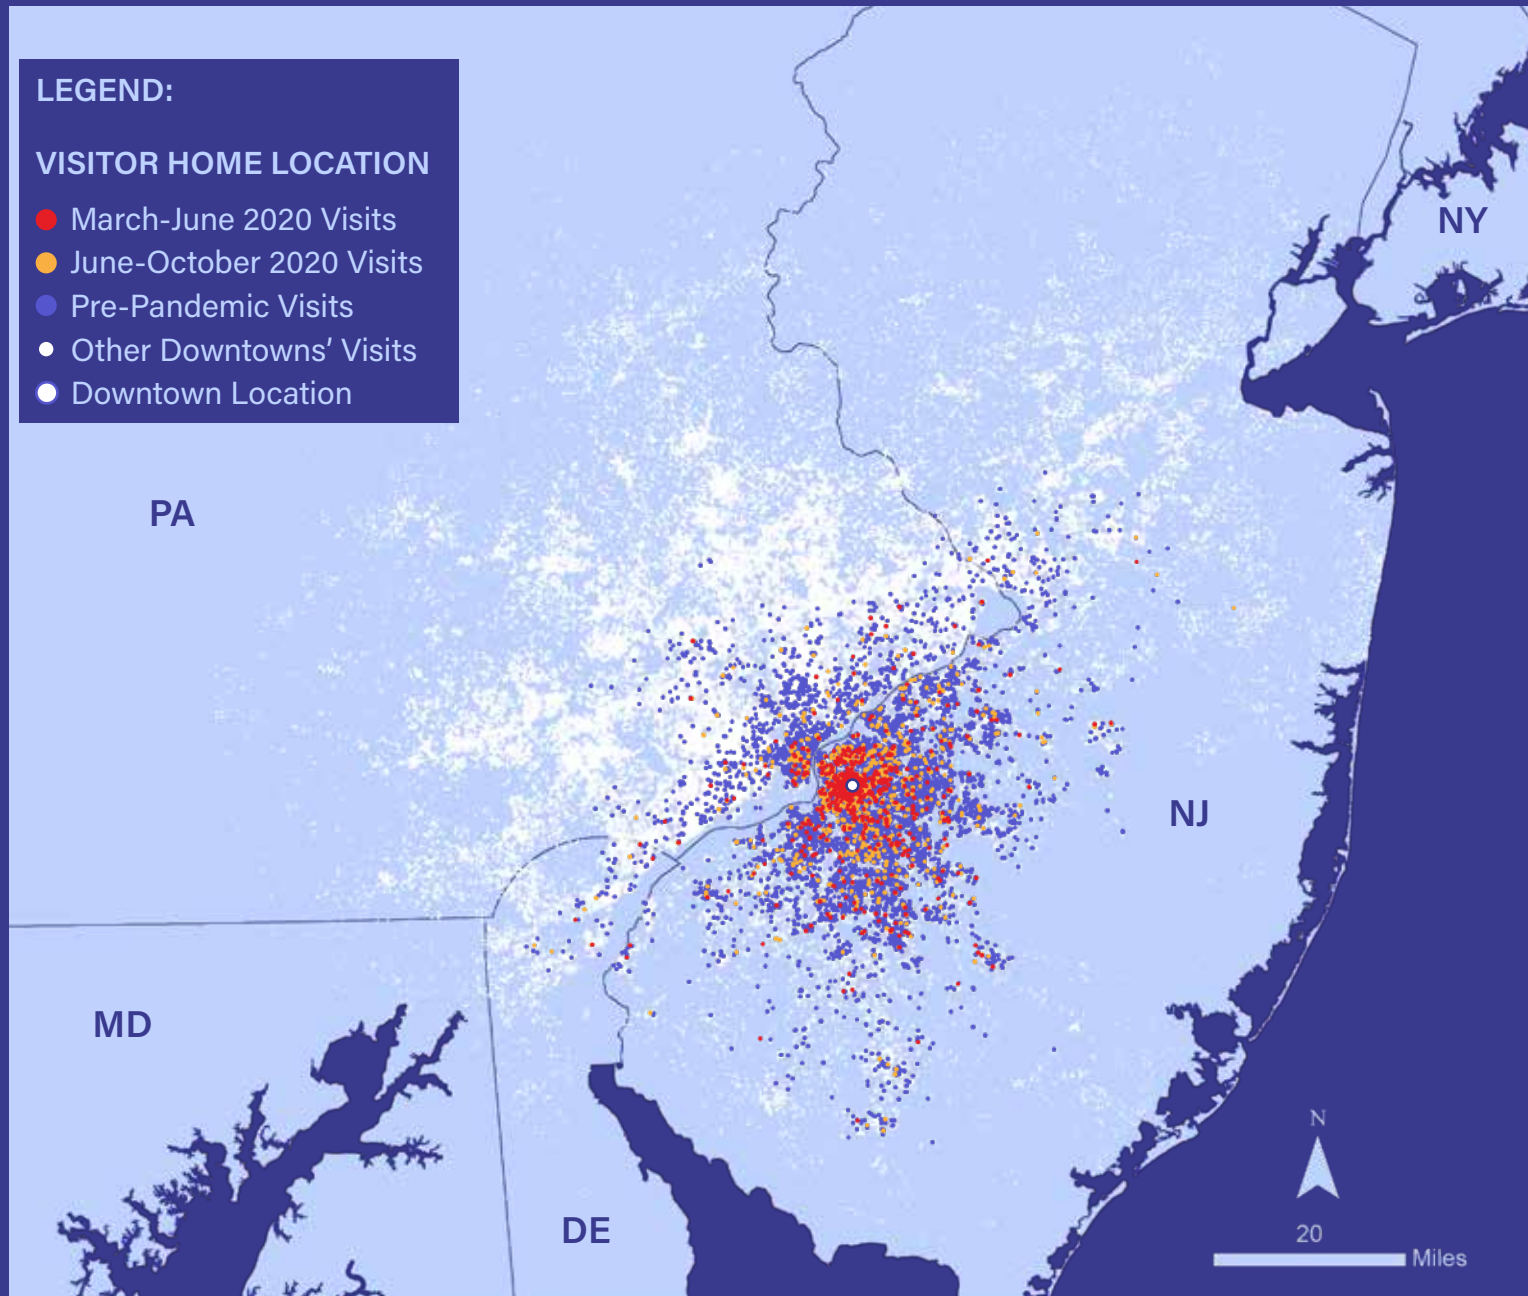 LEGEND:
VISITOR HOME LOCATION
March-June 2020 Visits
June-October 2020 Visits
Pre-Pandemic Visits
Other Downtowns’ Visits
Downtown Location
NY
PA
NJ
MD
DE
N
20
Miles